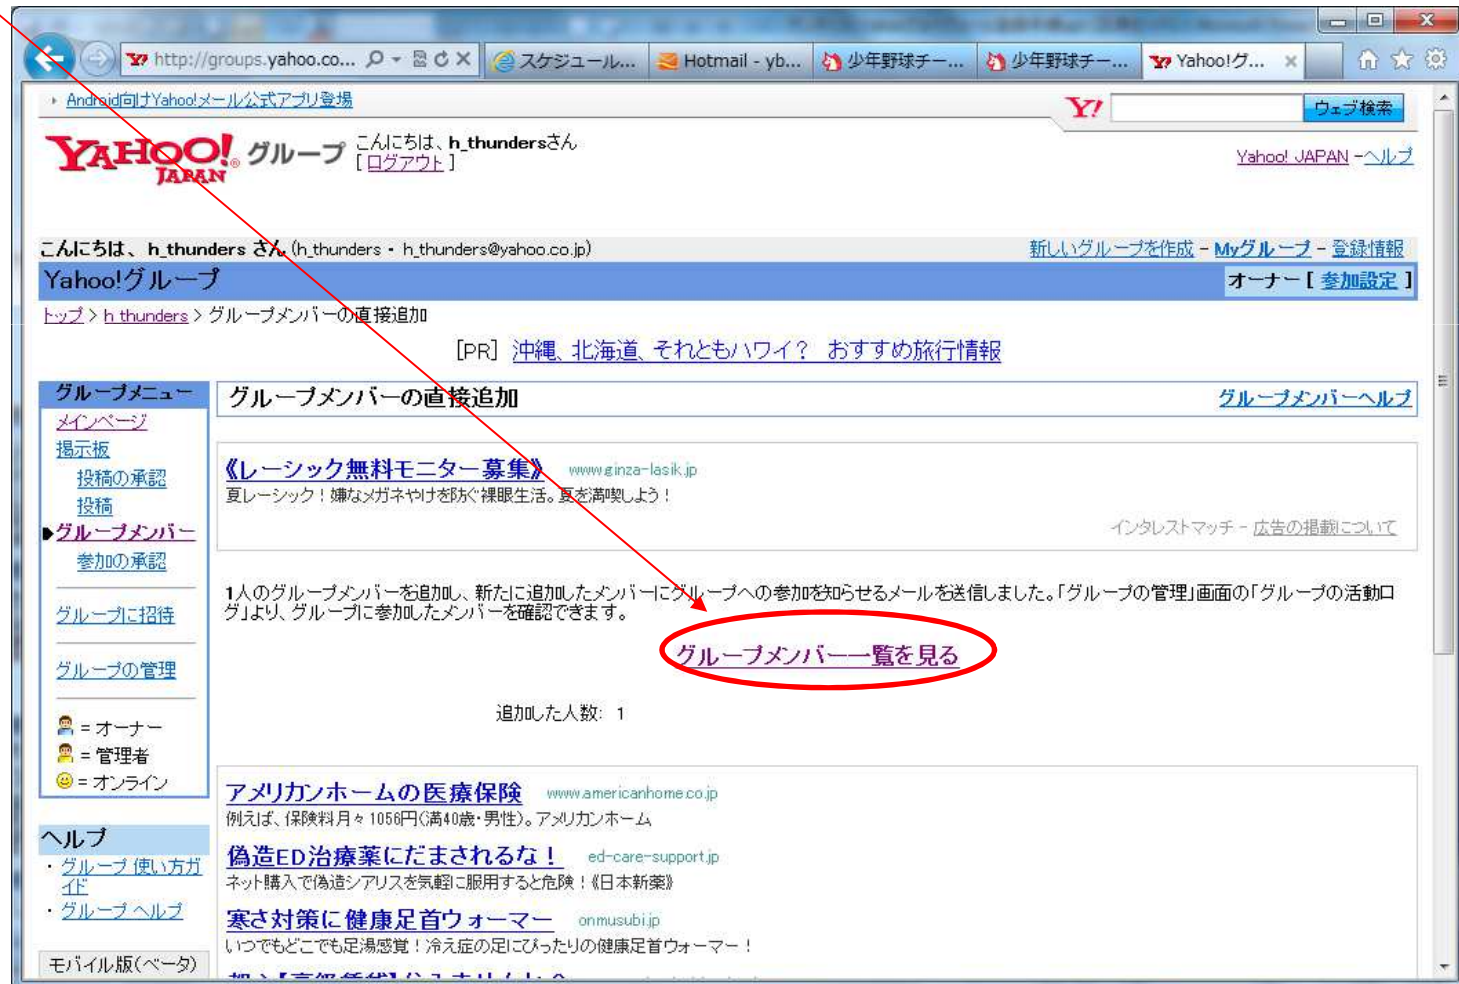 http://groups.yahoo.co...
スケジュール...
Hotmail - yb...
少年野球チー...
少年野球チー...
Yahoo!グ...
Android向けYahoo!メール公式アプリ登場
Y!
ウェブ検索
YAHOO! JAPAN グループ
こんにちは、h_thundersさん
[ ログアウト ]
Yahoo! JAPAN - ヘルプ
こんにちは、h_thunders さん (h_thunders・h_thunders@yahoo.co.jp)
新しいグループを作成 - Myグループ - 登録情報
Yahoo!グループ
オーナー [ 参加設定 ]
トップ > h_thunders > グループメンバーの直接追加
[PR] 沖縄、北海道、それともハワイ? おすすめ旅行情報
グループメニュー
メインページ
掲示板
投稿の承認
投稿
グループメンバー
参加の承認
グループに招待
グループの管理
= オーナー
= 管理者
= オンライン
ヘルプ
・グループ 使い方ガイド
・グループ ヘルプ
モバイル版(ベータ)
グループメンバーの直接追加
グループメンバーヘルプ
《レーシック無料モニター募集》 www.ginza-lasik.jp
夏レーシック!嫌なメガネやけを防ぐ裸眼生活。夏を満喫しよう!
インタレストマッチ - 広告の掲載について
1人のグループメンバーを追加し、新たに追加したメンバーにグループへの参加を知らせるメールを送信しました。「グループの管理」画面の「グループの活動ロ
グ」より、グループに参加したメンバーを確認できます。
グループメンバー一覧を見る
追加した人数: 1
アメリカンホームの医療保険 www.americanhome.co.jp
例えば、保険料月々1056円(満40歳・男性)。アメリカンホーム
偽造ED治療薬にだまされるな! ed-care-support.jp
ネット購入で偽造シアリスを気軽に服用すると危険!《日本新薬》
寒さ対策に健康足首ウォーマー onmusubi.jp
いつでもどこでも足湯感覚!冷え症の足にぴったりの健康足首ウォーマー!